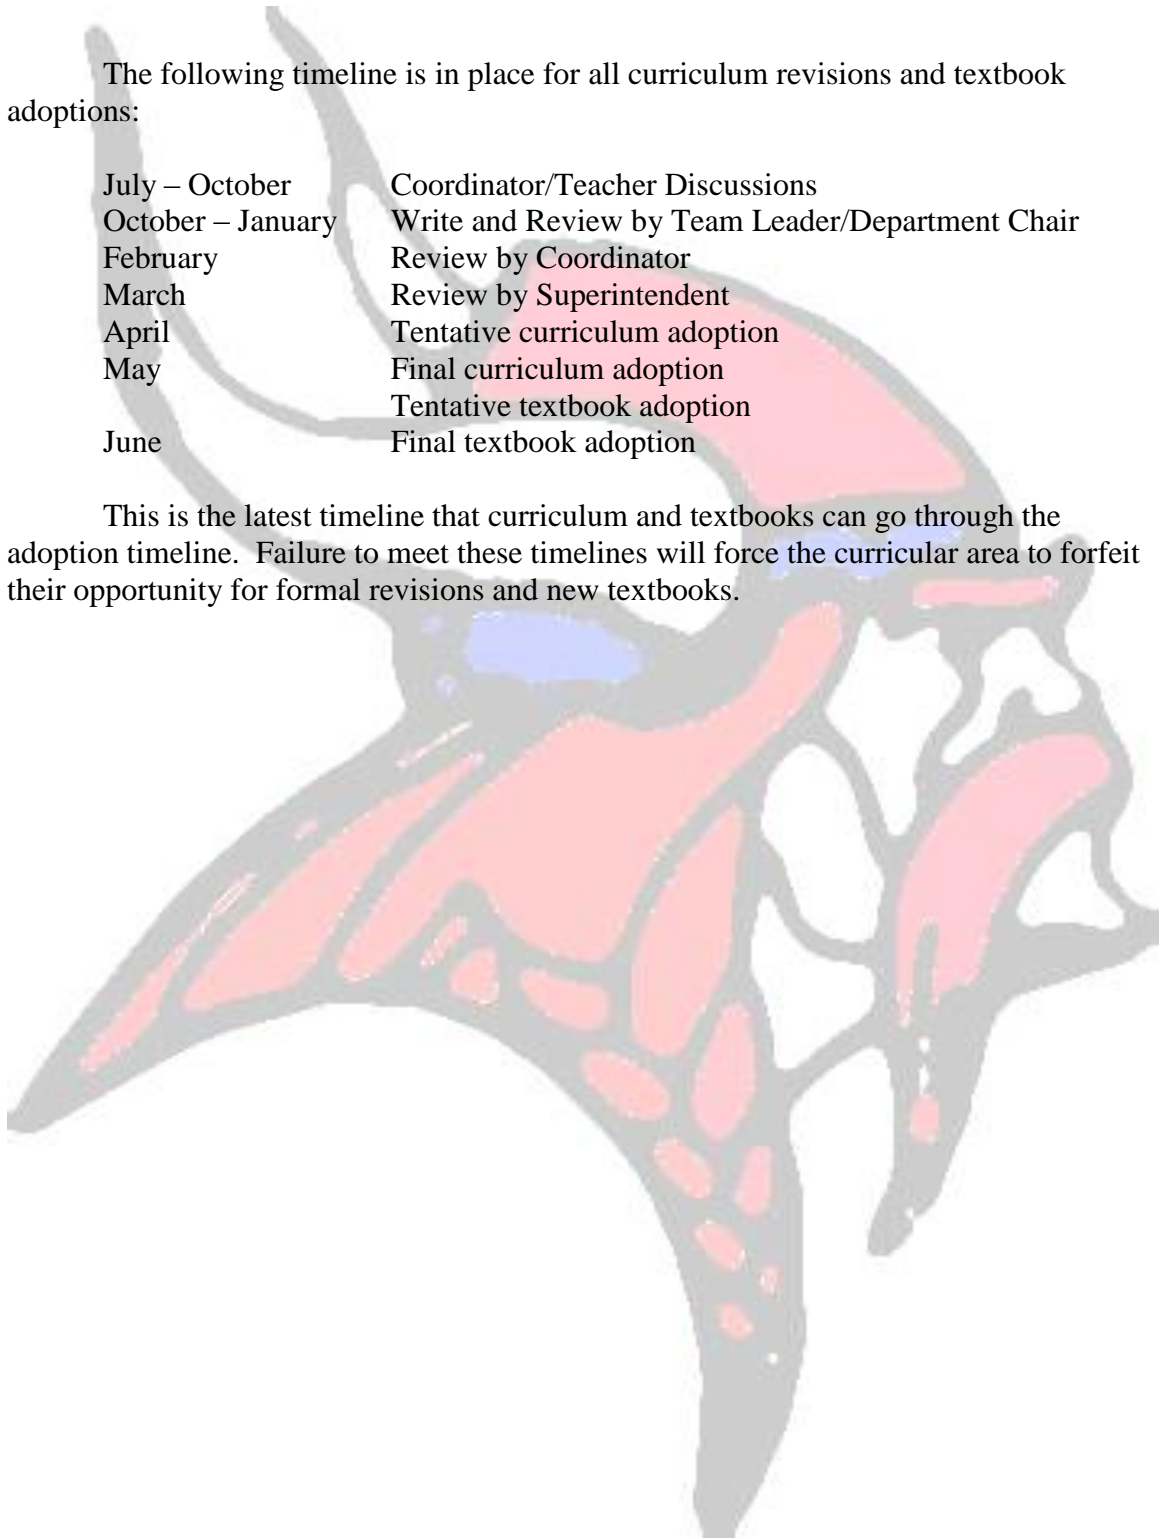 The following timeline is in place for all curriculum revisions and textbook
adoptions:
July – October Coordinator/Teacher Discussions
October – January Write and Review by Team Leader/Department Chair
February Review by Coordinator
March Review by Superintendent
April Tentative curriculum adoption
May Final curriculum adoption
Tentative textbook adoption
June Final textbook adoption
This is the latest timeline that curriculum and textbooks can go through the
adoption timeline.  Failure to meet these timelines will force the curricular area to forfeit
their opportunity for formal revisions and new textbooks.